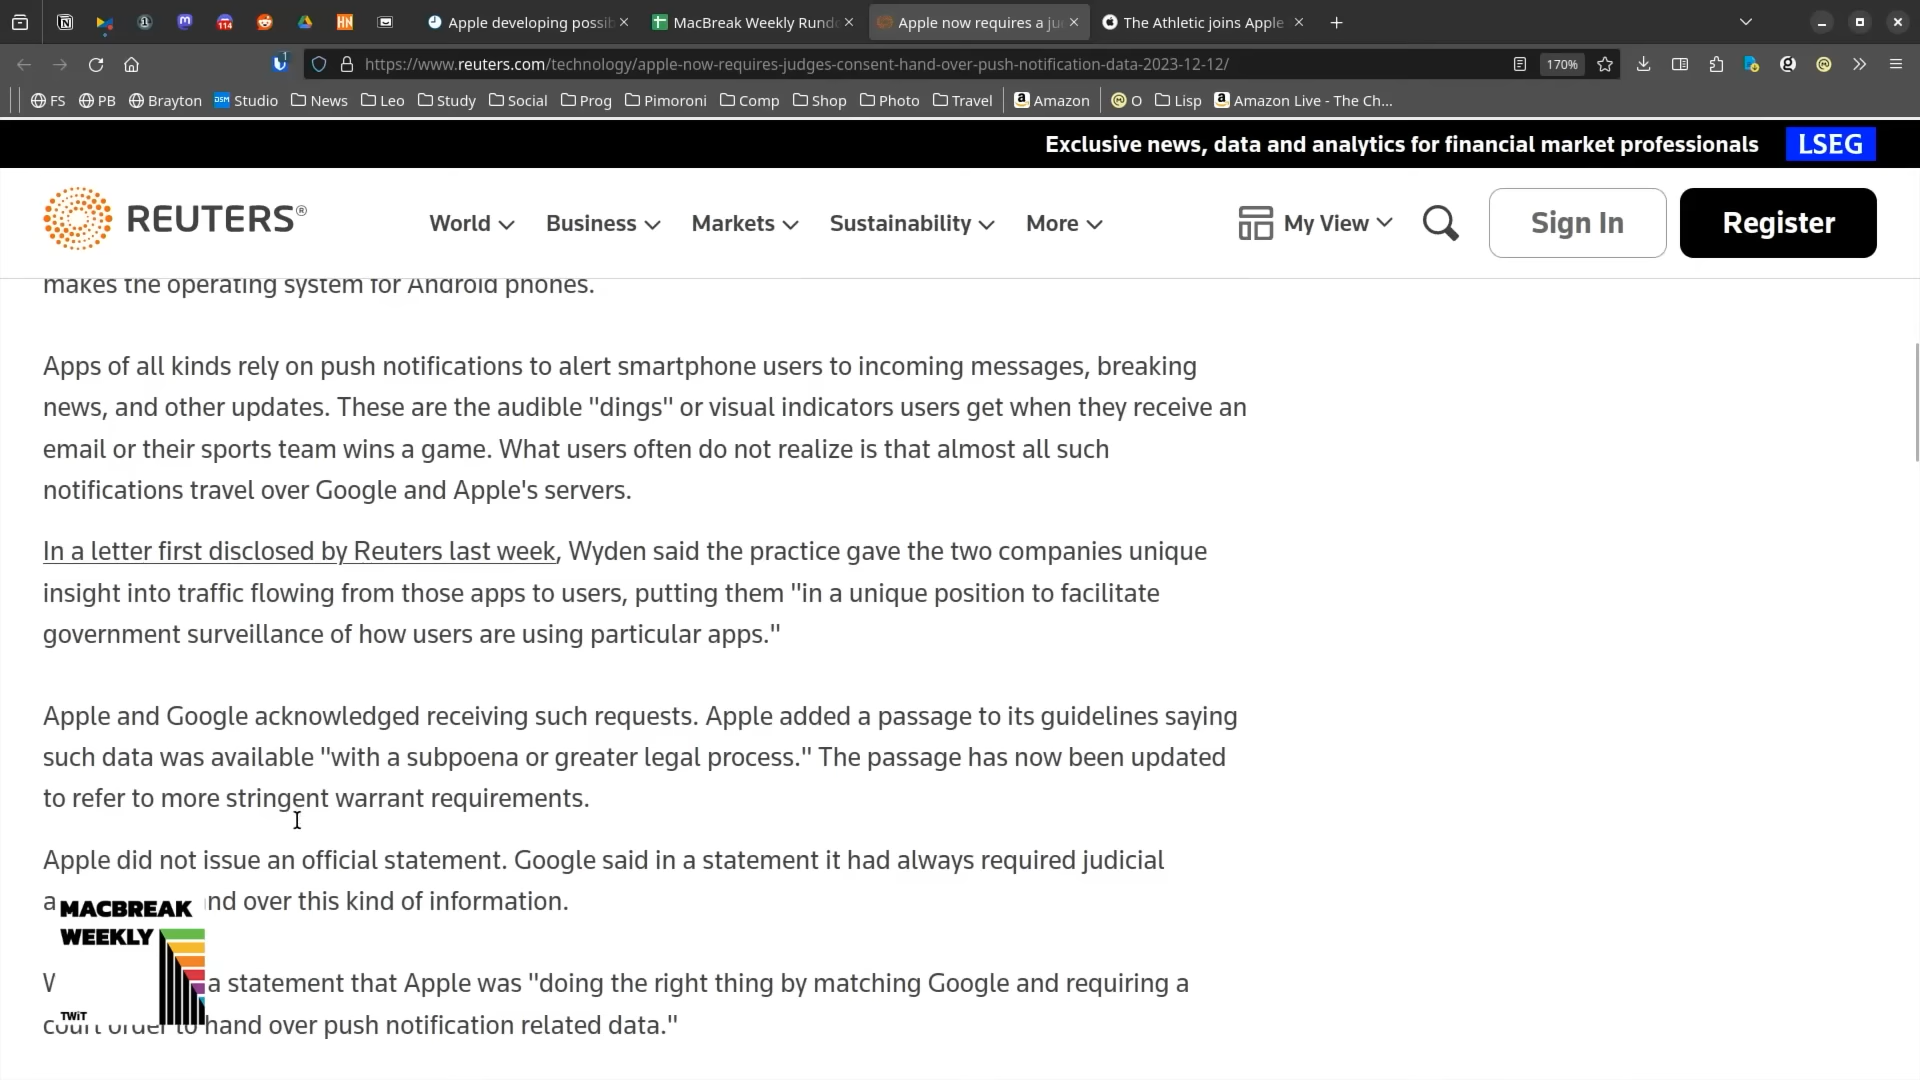 Apple developing possib
MacBreak Weekly Rund
Apple now requires a ju
The Athletic joins Apple
https://www.reuters.com/technology/apple-now-requires-judges-consent-hand-over-push-notification-data-2023-12-12/
170%
FS PB Brayton Studio News Leo Study Social Prog Pimoroni Comp Shop Photo Travel Amazon O Lisp Amazon Live - The Ch...
Exclusive news, data and analytics for financial market professionals LSEG
REUTERS® World Business Markets Sustainability More My View Sign In Register
makes the operating system for Android phones.
Apps of all kinds rely on push notifications to alert smartphone users to incoming messages, breaking
news, and other updates. These are the audible "dings" or visual indicators users get when they receive an
email or their sports team wins a game. What users often do not realize is that almost all such
notifications travel over Google and Apple's servers.
In a letter first disclosed by Reuters last week, Wyden said the practice gave the two companies unique
insight into traffic flowing from those apps to users, putting them "in a unique position to facilitate
government surveillance of how users are using particular apps."
Apple and Google acknowledged receiving such requests. Apple added a passage to its guidelines saying
such data was available "with a subpoena or greater legal process." The passage has now been updated
to refer to more stringent warrant requirements.
Apple did not issue an official statement. Google said in a statement it had always required judicial
a nd over this kind of information.
W a statement that Apple was "doing the right thing by matching Google and requiring a
court order to hand over push notification related data."
MACBREAK
WEEKLY
TWiT